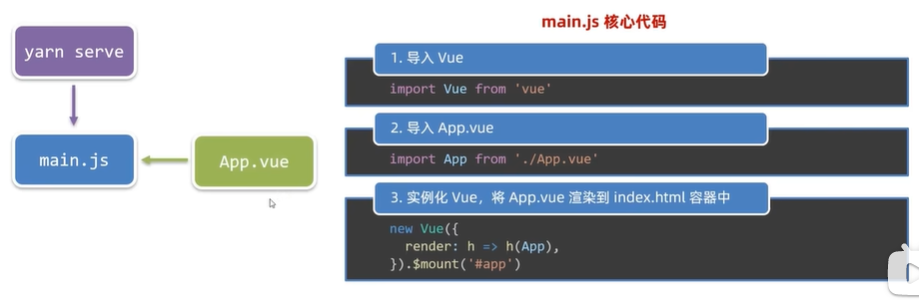 main.js 核心代码
yarn serve
main.js
App.vue
1. 导入 Vue
import Vue from 'vue'
2. 导入 App.vue
import App from './App.vue'
3. 实例化 Vue，将 App.vue 渲染到 index.html 容器中
new Vue({
  render: h => h(App),
}).$mount('#app')